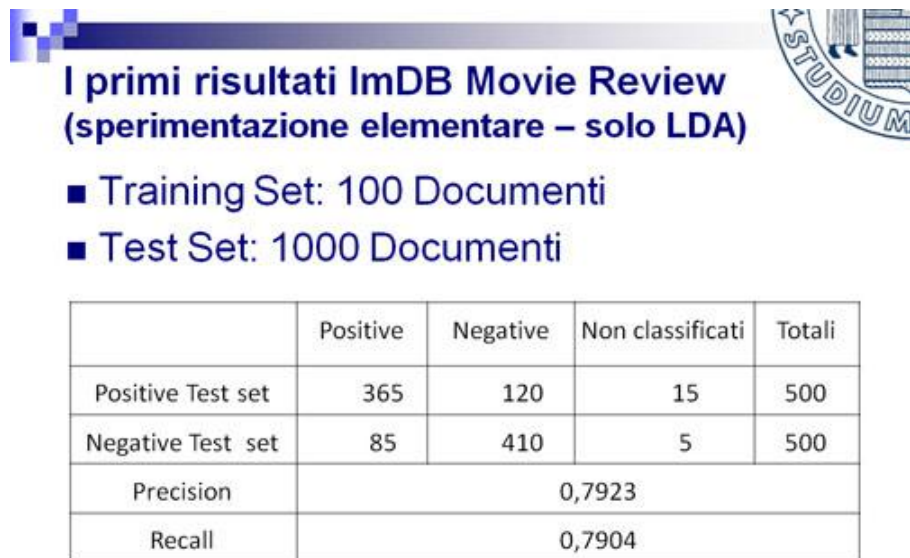 I primi risultati ImDB Movie Review
(sperimentazione elementare – solo LDA)
Training Set: 100 Documenti
Test Set: 1000 Documenti
Positive Negative Non classificati Totali
Positive Test set 365 120 15 500
Negative Test set 85 410 5 500
Precision 0,7923
Recall 0,7904
STUDIUM